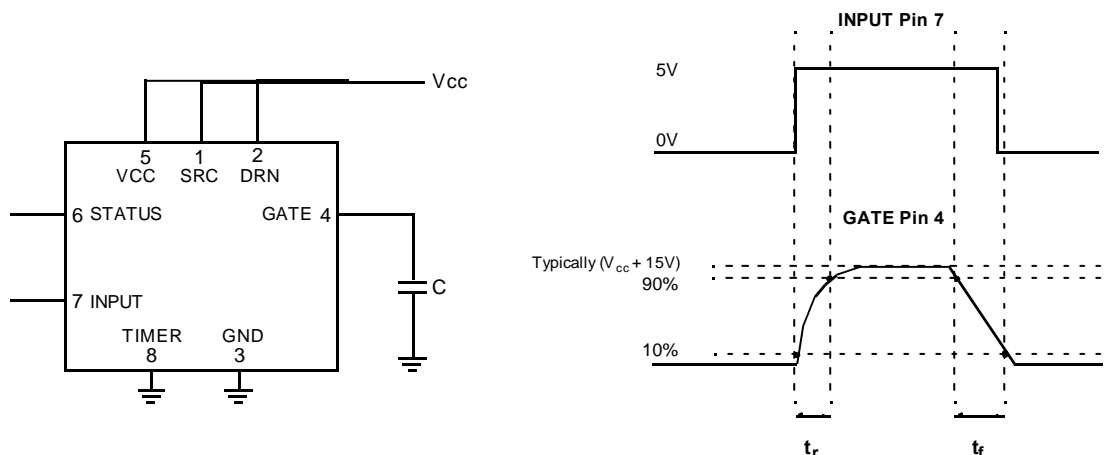 Vcc
5 1 2
VCC SRC DRN
6 STATUS
GATE 4
7 INPUT
C
TIMER GND
8 3
INPUT Pin 7
5V
0V
GATE Pin 4
Typically (Vcc + 15V)
90%
10%
tr tf